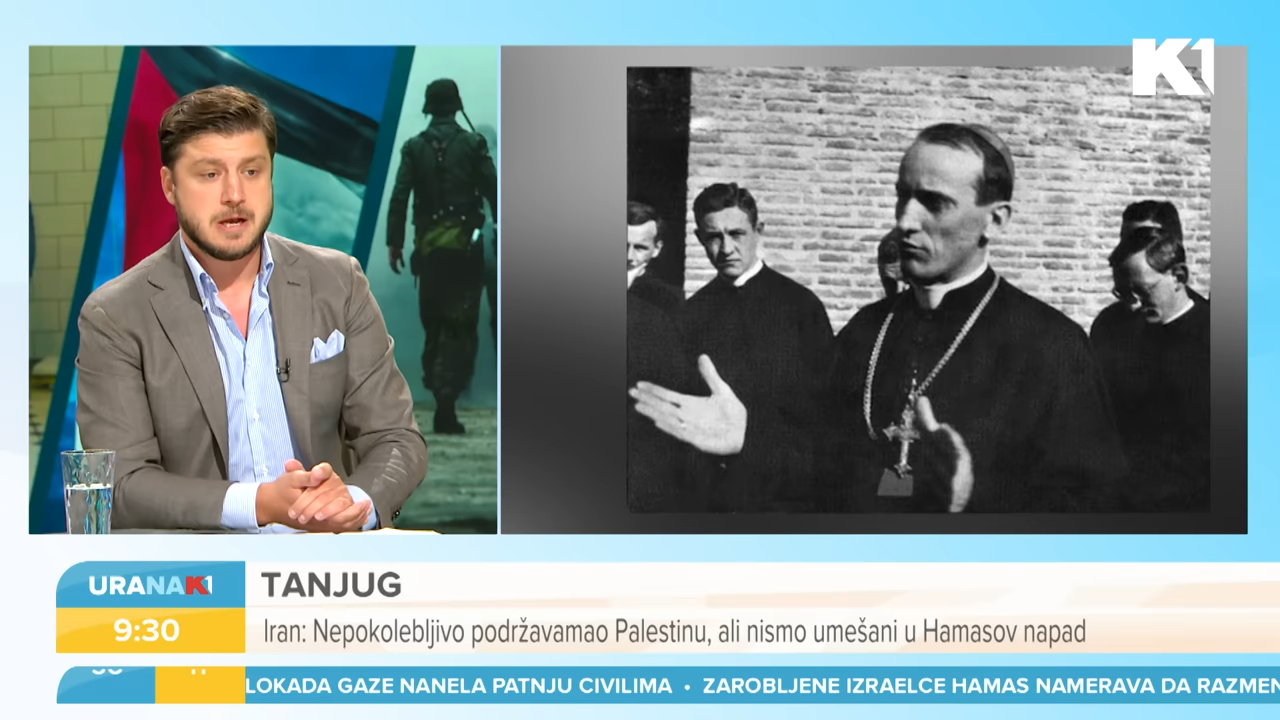 K1
URANAK1
TANJUG
9:30
Iran: Nepokolebljivo podržavamao Palestinu, ali nismo umešani u Hamasov napad
LOKADA GAZE NANELA PATNJU CIVILIMA • ZAROBLJENE IZRAELCE HAMAS NAMERAVA DA RAZMEN